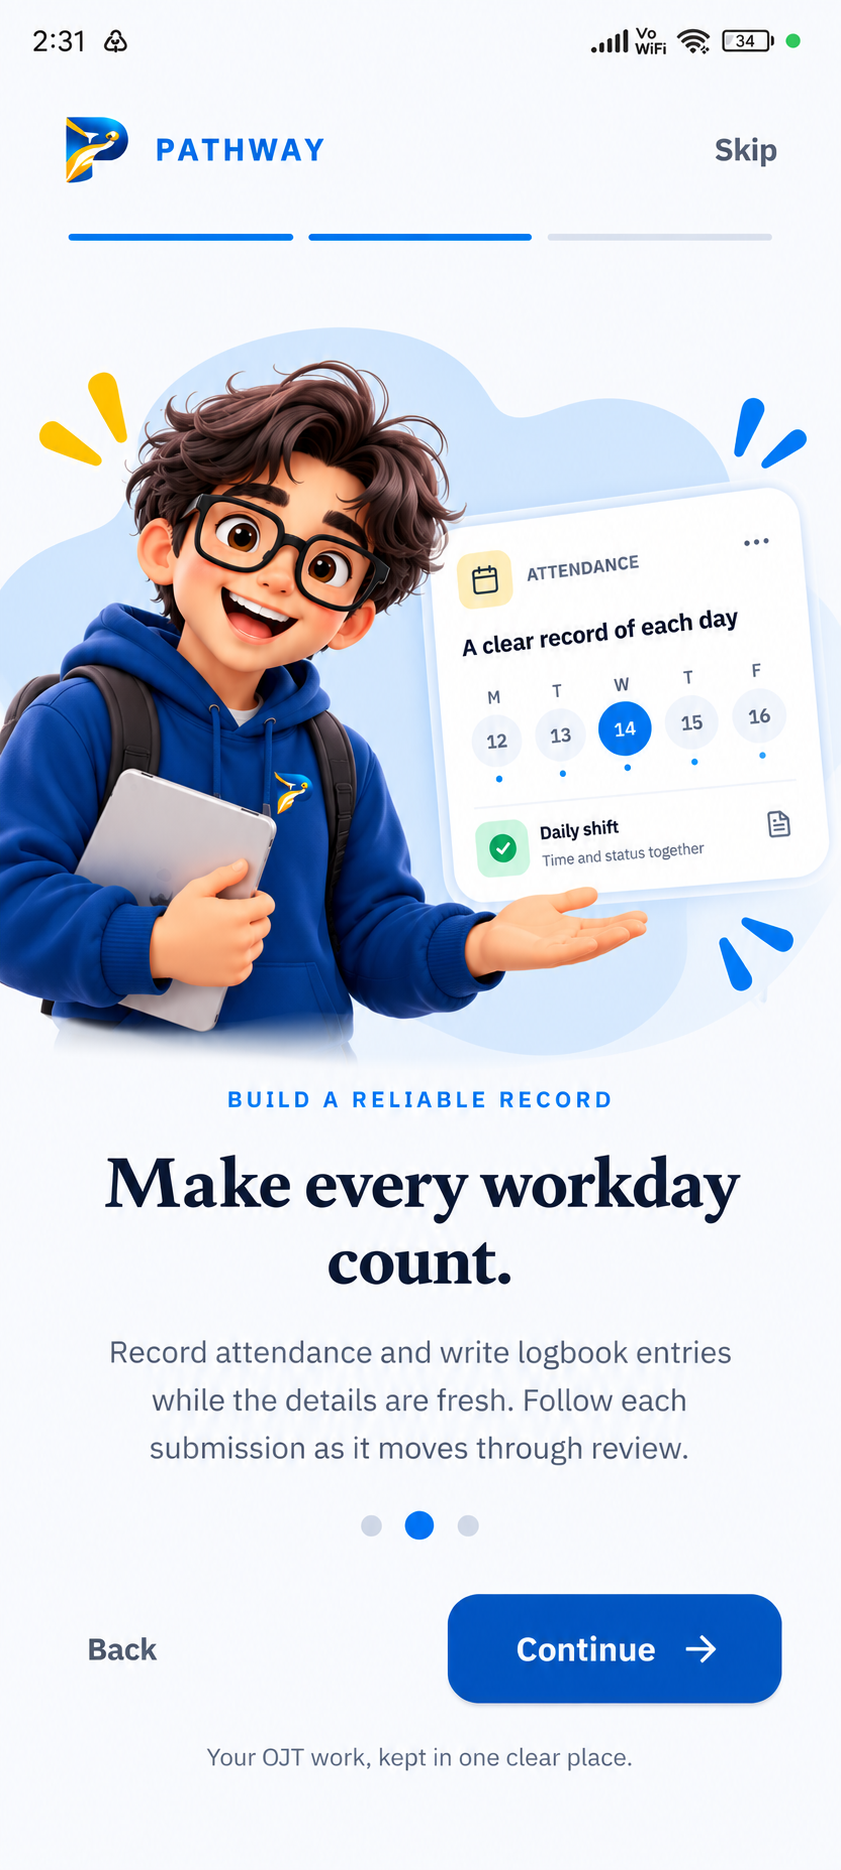 2:31
Vo
WiFi
34
PATHWAY
Skip
ATTENDANCE
A clear record of each day
M T W T F
12 13 14 15 16
Daily shift
Time and status together
BUILD A RELIABLE RECORD
Make every workday
count.
Record attendance and write logbook entries
while the details are fresh. Follow each
submission as it moves through review.
Back
Continue
Your OJT work, kept in one clear place.